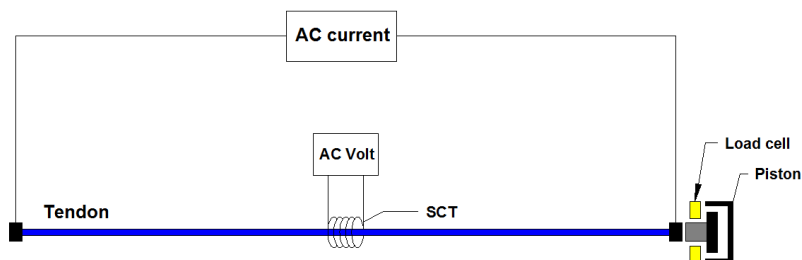 AC current
AC Volt
Load cell
Piston
Tendon
SCT